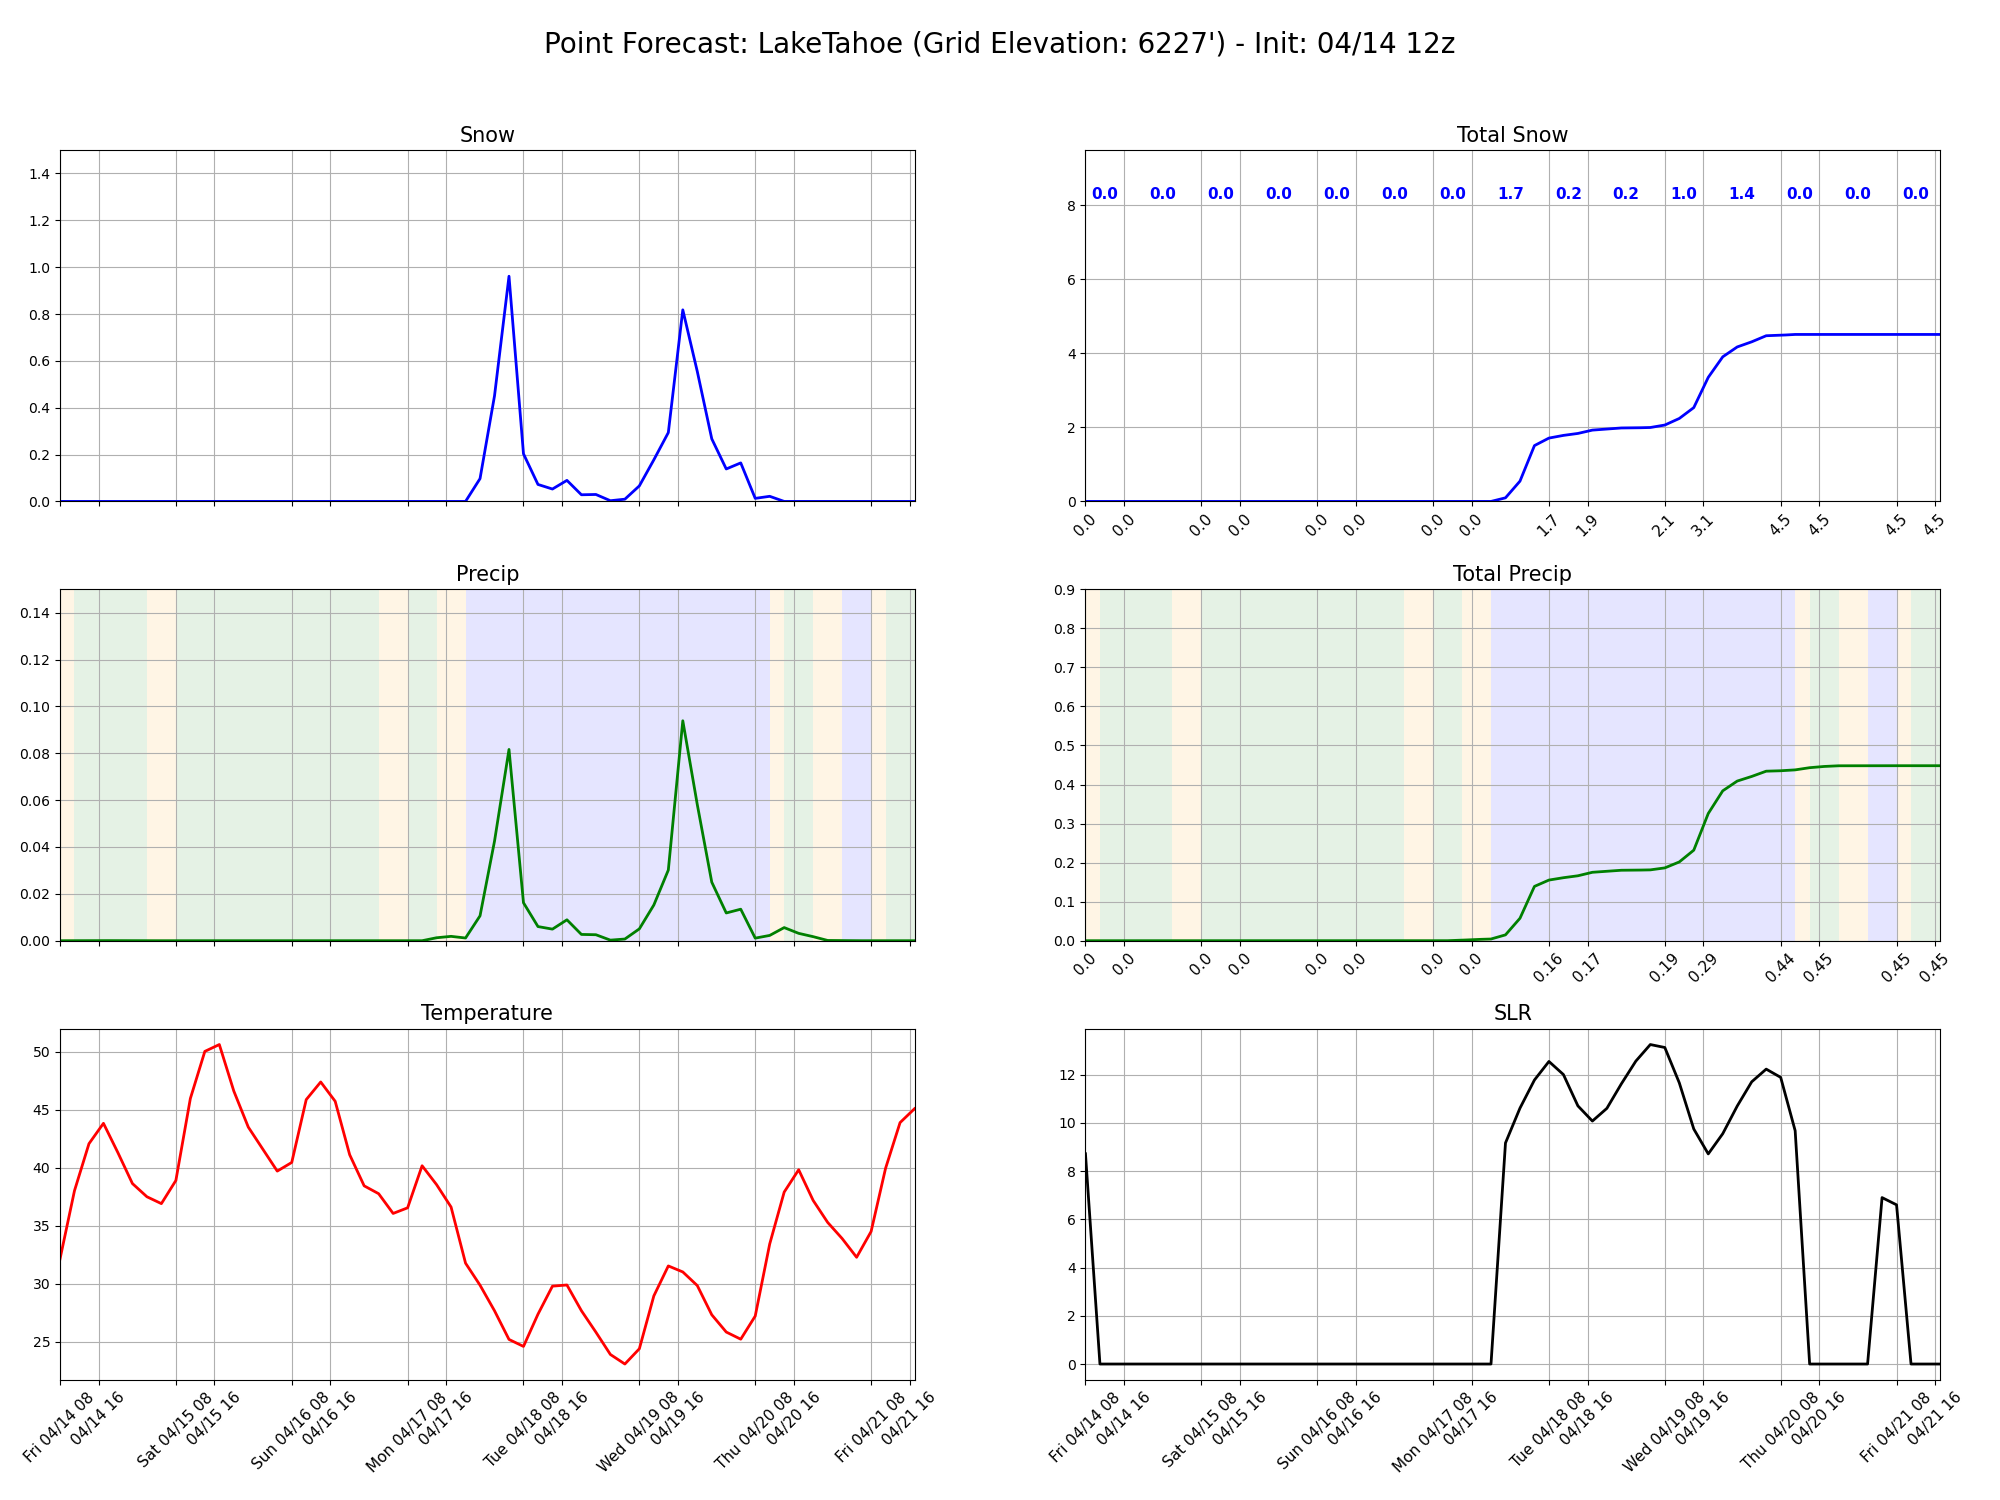 Point Forecast: LakeTahoe (Grid Elevation: 6227') - Init: 04/14 12z
Snow
1.4
1.2
1.0
0.8
0.6
0.4
0.2
0.0
Total Snow
0.0 0.0 0.0 0.0 0.0 0.0 0.0 1.7 0.2 0.2 1.0 1.4 0.0 0.0 0.0
8
6
4
2
0
0.0 0.0 0.0 0.0 0.0 0.0 0.0 0.0 1.7 1.9 2.1 3.1 4.5 4.5 4.5 4.5
Precip
0.14
0.12
0.10
0.08
0.06
0.04
0.02
0.00
Total Precip
0.9
0.8
0.7
0.6
0.5
0.4
0.3
0.2
0.1
0.0
0.0 0.0 0.0 0.0 0.0 0.0 0.0 0.0 0.16 0.17 0.19 0.29 0.44 0.45 0.45 0.45
Temperature
50
45
40
35
30
25
Fri 04/14 08
04/14 16
Sat 04/15 08
04/15 16
Sun 04/16 08
04/16 16
Mon 04/17 08
04/17 16
Tue 04/18 08
04/18 16
Wed 04/19 08
04/19 16
Thu 04/20 08
04/20 16
Fri 04/21 08
04/21 16
SLR
12
10
8
6
4
2
0
Fri 04/14 08
04/14 16
Sat 04/15 08
04/15 16
Sun 04/16 08
04/16 16
Mon 04/17 08
04/17 16
Tue 04/18 08
04/18 16
Wed 04/19 08
04/19 16
Thu 04/20 08
04/20 16
Fri 04/21 08
04/21 16